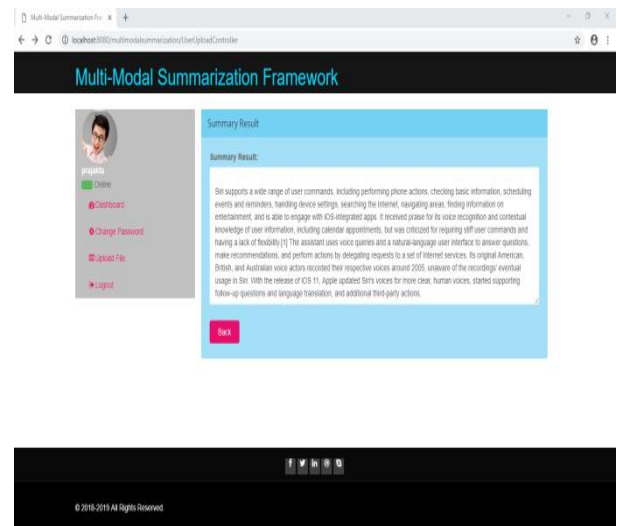 Multi-Modal Summarization Fra
localhost:8080/multimodalsummarization/UserUploadController
Multi-Modal Summarization Framework
prajakta
Online
Dashboard
Change Password
Upload File
Logout
Summary Result
Summary Result:
Siri supports a wide range of user commands, including performing phone actions, checking basic information, scheduling
events and reminders, handling device settings, searching the Internet, navigating areas, finding information on
entertainment, and is able to engage with iOS-integrated apps. It received praise for its voice recognition and contextual
knowledge of user information, including calendar appointments, but was criticized for requiring stiff user commands and
having a lack of flexibility.[1] The assistant uses voice queries and a natural-language user interface to answer questions,
make recommendations, and perform actions by delegating requests to a set of Internet services. Its original American,
British, and Australian voice actors recorded their respective voices around 2005, unaware of the recordings' eventual
usage in Siri. With the release of iOS 11, Apple updated Siri's voices for more clear, human voices, started supporting
follow-up questions and language translation, and additional third-party actions.
Back
© 2018-2019 All Rights Reserved.